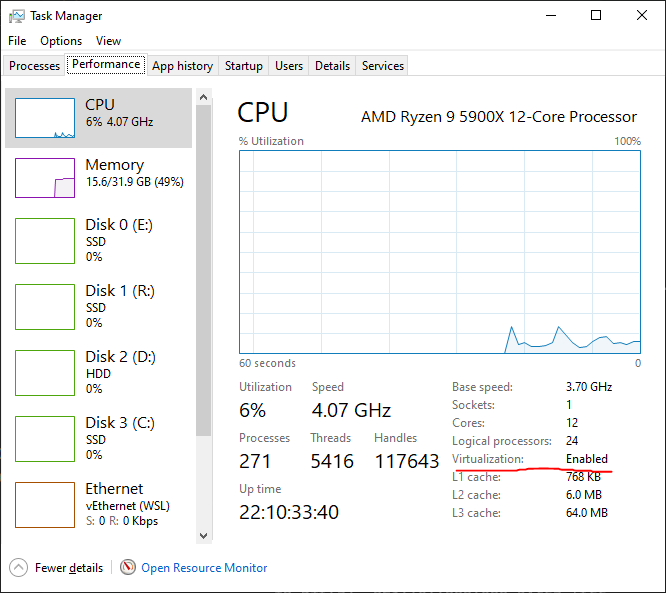 Task Manager
File Options View
Processes Performance App history Startup Users Details Services
CPU
6% 4.07 GHz
Memory
15.6/31.9 GB (49%)
Disk 0 (E:)
SSD
0%
Disk 1 (R:)
SSD
0%
Disk 2 (D:)
HDD
0%
Disk 3 (C:)
SSD
0%
Ethernet
vEthernet (WSL)
S: 0 R: 0 Kbps
CPU AMD Ryzen 9 5900X 12-Core Processor
% Utilization 100%
60 seconds 0
Utilization Speed
6% 4.07 GHz
Processes Threads Handles
271 5416 117643
Up time
22:10:33:40
Base speed: 3.70 GHz
Sockets: 1
Cores: 12
Logical processors: 24
Virtualization: Enabled
L1 cache: 768 KB
L2 cache: 6.0 MB
L3 cache: 64.0 MB
Fewer details Open Resource Monitor